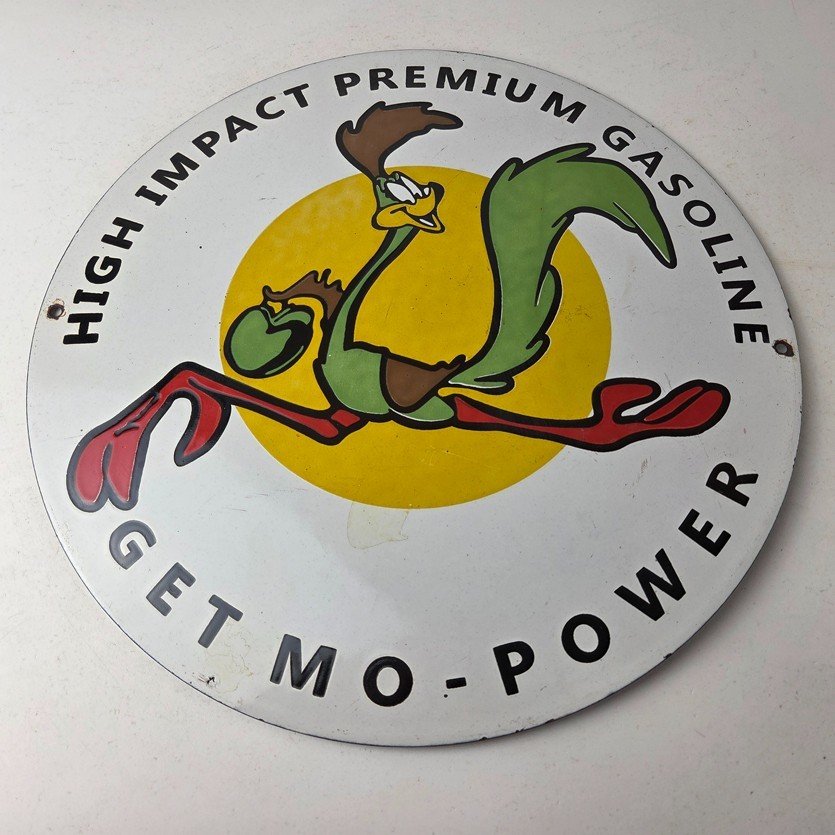 HIGH IMPACT PREMIUM GASOLINE
GET MO-POWER